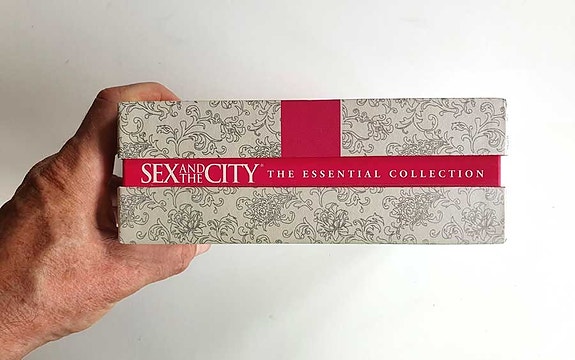 SEX AND THE CITY® THE ESSENTIAL COLLECTION